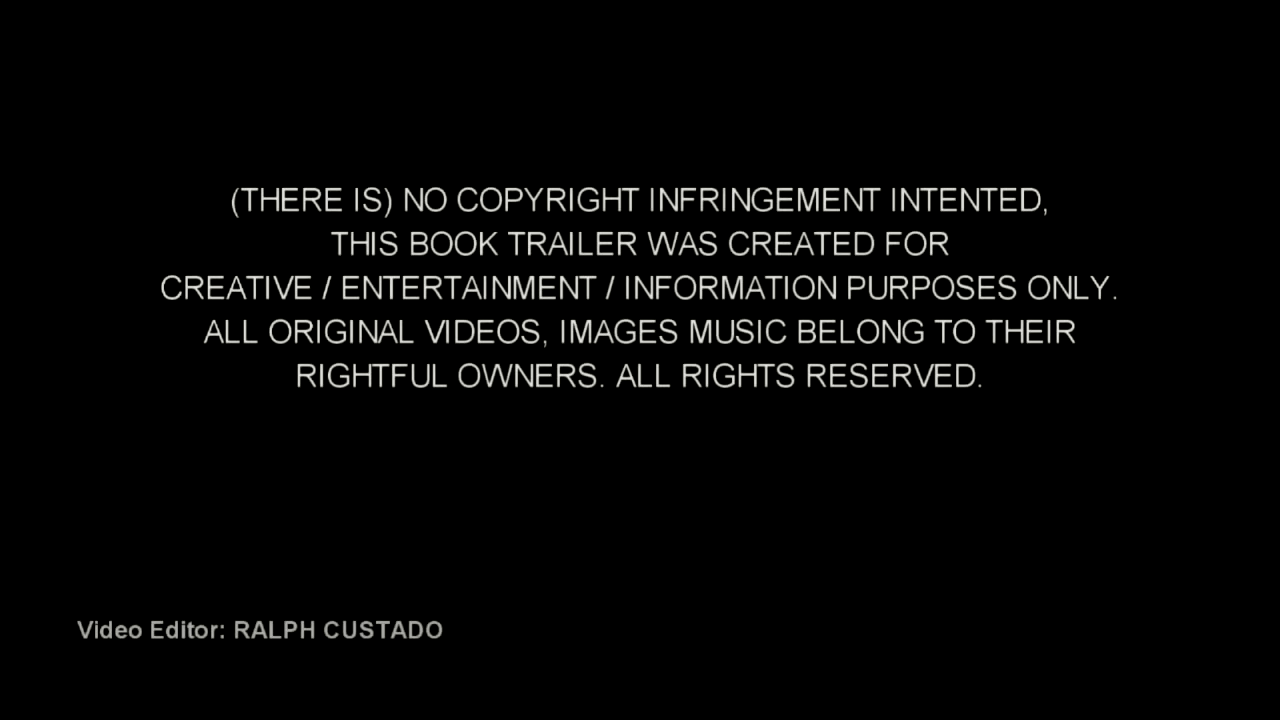 (THERE IS) NO COPYRIGHT INFRINGEMENT INTENTED,
THIS BOOK TRAILER WAS CREATED FOR
CREATIVE / ENTERTAINMENT / INFORMATION PURPOSES ONLY.
ALL ORIGINAL VIDEOS, IMAGES MUSIC BELONG TO THEIR
RIGHTFUL OWNERS. ALL RIGHTS RESERVED.
Video Editor: RALPH CUSTADO